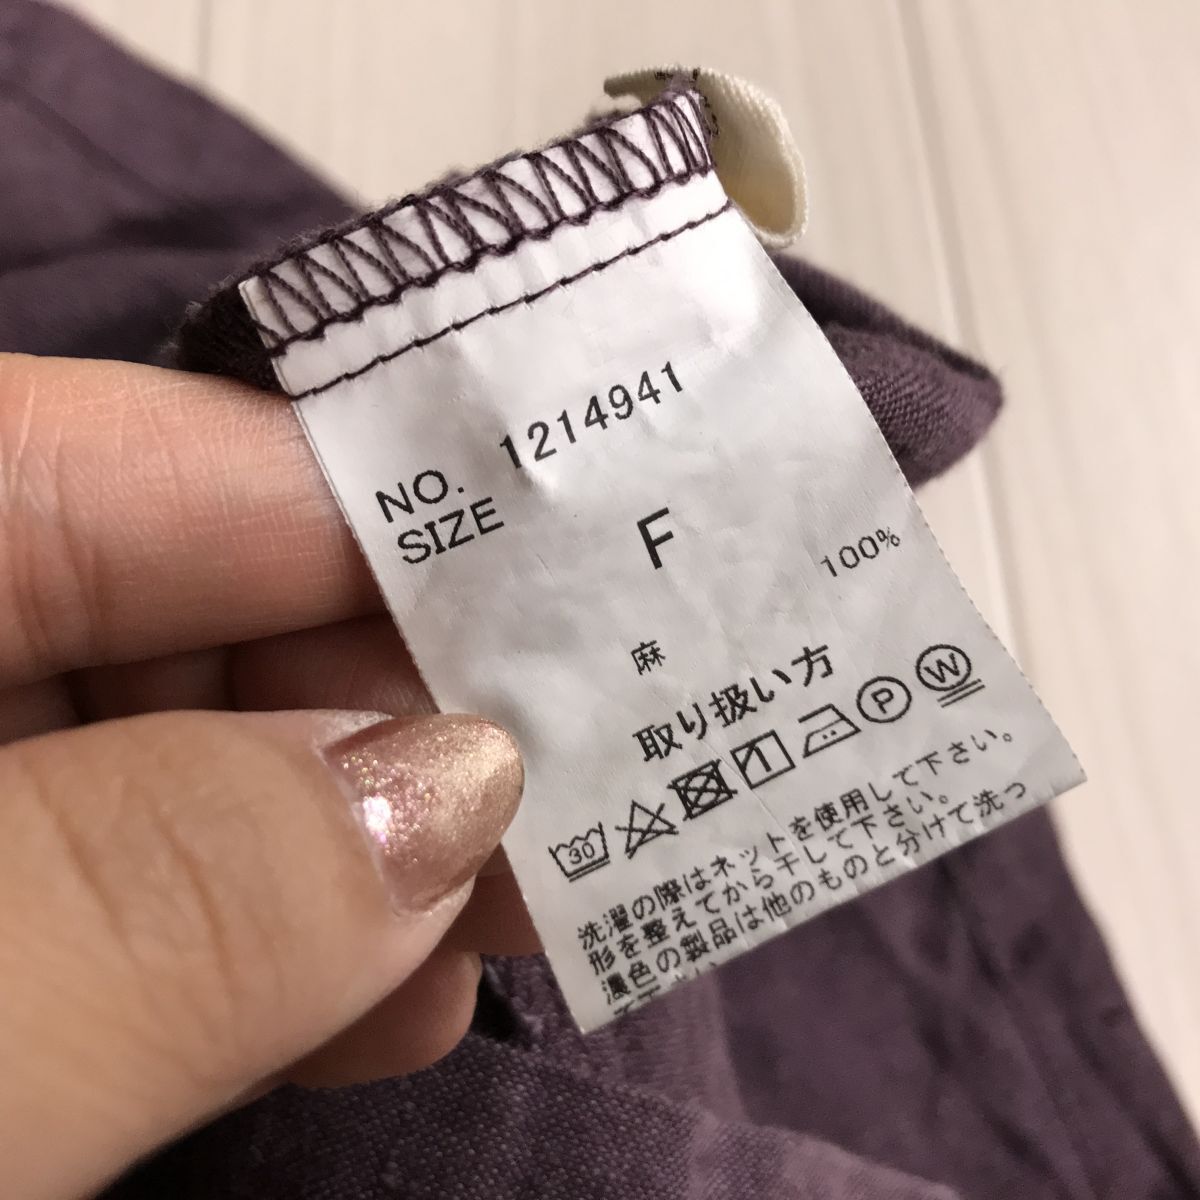 NO. 1214941
SIZE F
麻 100%
取り扱い方
30 P W
洗濯の際はネットを使用して下さい。
形を整えてから干して下さい。
濃色の製品は他のものと分けて洗っ